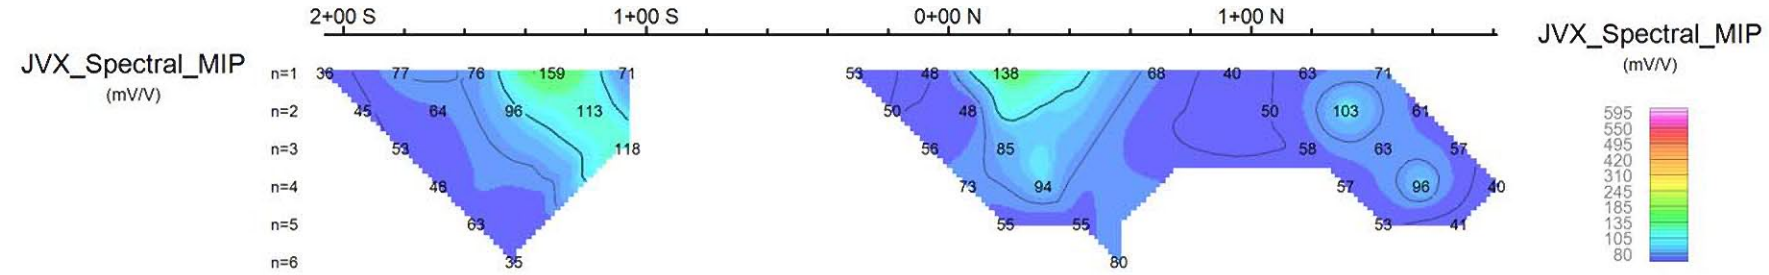 2+00 S 1+00 S 0+00 N 1+00 N
JVX_Spectral_MIP
(mV/V)
JVX_Spectral_MIP
(mV/V)
n=1 36 77 76 159 71 53 48 138 68 40 63 71
n=2 45 64 96 113 50 48 50 103 61
n=3 53 118 56 85 58 63 57
n=4 48 73 94 57 96 40
n=5 63 55 55 53 41
n=6 35 80
595
550
495
420
310
245
185
135
105
80